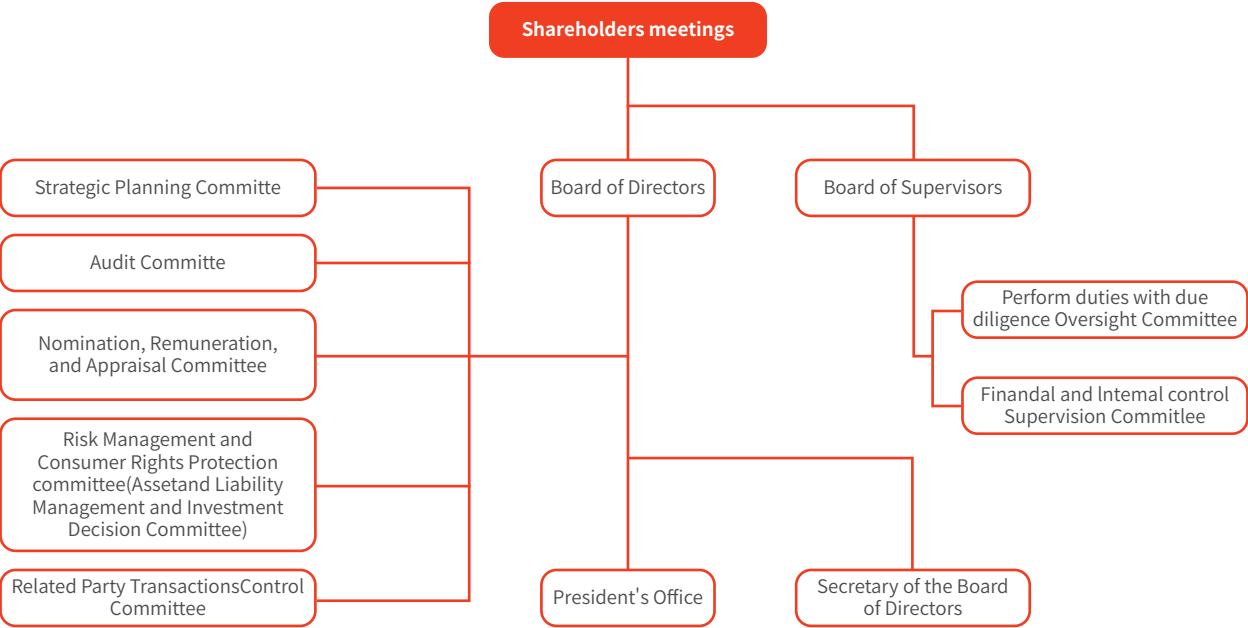 Shareholders meetings
Board of Directors
Board of Supervisors
Strategic Planning Committe
Audit Committe
Nomination, Remuneration,
and Appraisal Committee
Risk Management and
Consumer Rights Protection
committee(Assetand Liability
Management and Investment
Decision Committee)
Related Party TransactionsControl
Committee
Perform duties with due
diligence Oversight Committee
Finandal and lntemal control
Supervision Commitlee
President's Office
Secretary of the Board
of Directors